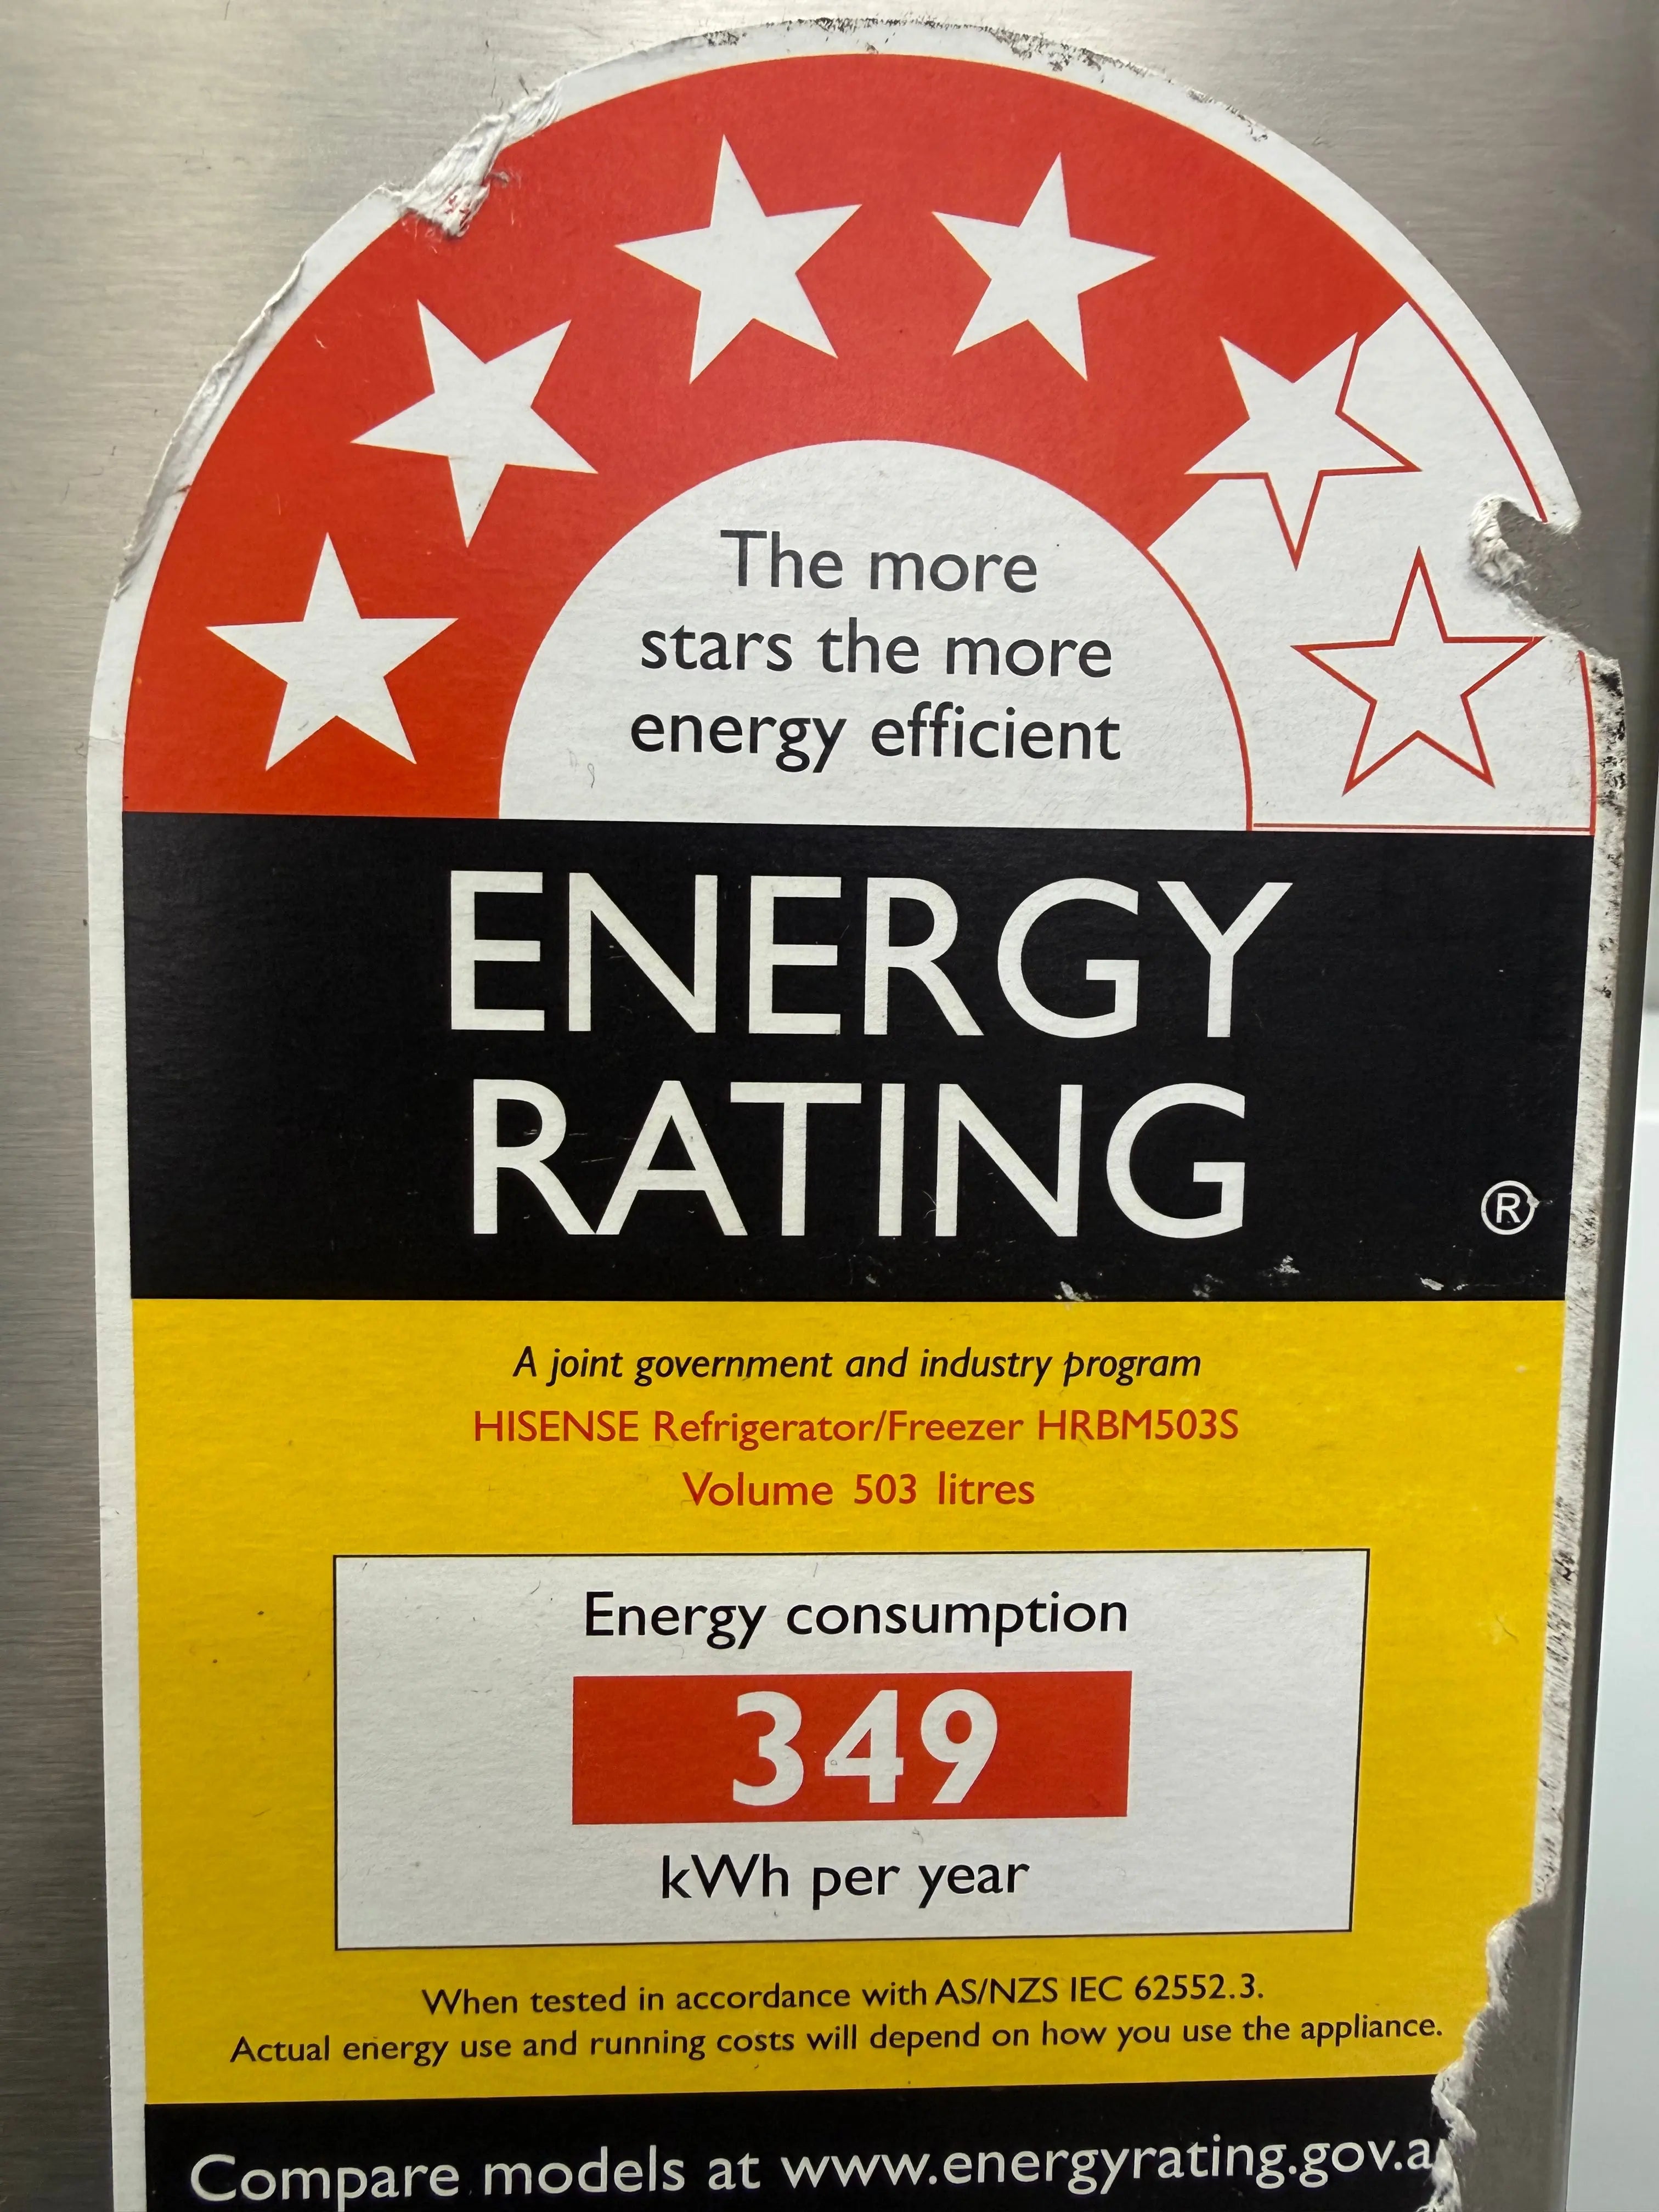 The more
stars the more
energy efficient
ENERGY
RATING
®
A joint government and industry program
HISENSE Refrigerator/Freezer HRBM503S
Volume 503 litres
Energy consumption
349
kWh per year
When tested in accordance with AS/NZS IEC 62552.3.
Actual energy use and running costs will depend on how you use the appliance.
Compare models at www.energyrating.gov.a